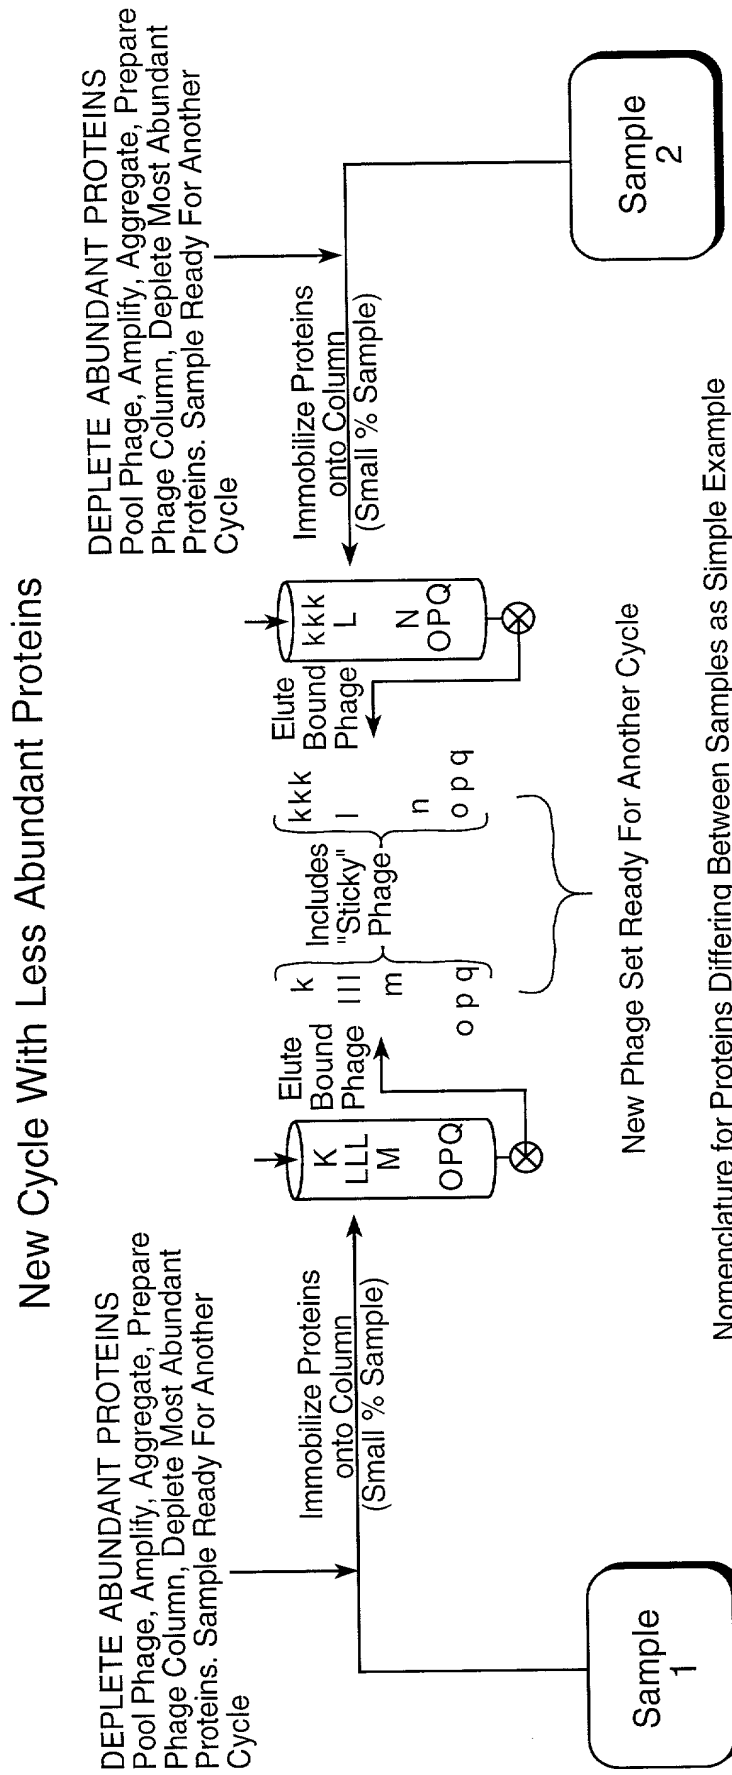 New Cycle With Less Abundant Proteins
DEPLETE ABUNDANT PROTEINS
Pool Phage, Amplify, Aggregate, Prepare
Phage Column, Deplete Most Abundant
Proteins. Sample Ready For Another
Cycle
DEPLETE ABUNDANT PROTEINS
Pool Phage, Amplify, Aggregate, Prepare
Phage Column, Deplete Most Abundant
Proteins. Sample Ready For Another
Cycle
Immobilize Proteins
onto Column
(Small % Sample)
K
LLL
M
OPQ
Elute
Bound
Phage
k
l l l
m
o p q
Includes
"Sticky"
Phage
kkk
l
n
o p q
Elute
Bound
Phage
kkk
L
N
OPQ
Immobilize Proteins
onto Column
(Small % Sample)
Sample
1
New Phage Set Ready For Another Cycle
Sample
2
Nomenclature for Proteins Differing Between Samples as Simple Example